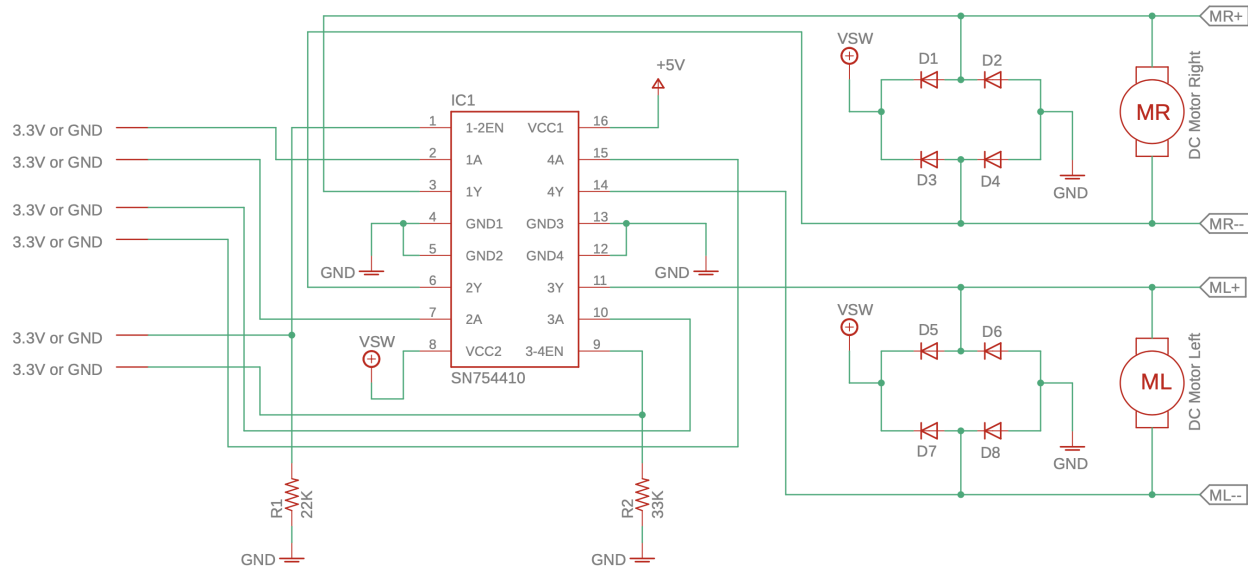 MR+
VSW
D1
D2
+5V
IC1
DC Motor Right
MR
3.3V or GND
1
1-2EN
VCC1
16
3.3V or GND
2
1A
4A
15
D3
D4
3
1Y
4Y
14
GND
3.3V or GND
4
GND1
GND3
13
MR--
3.3V or GND
5
GND2
GND4
12
GND
GND
6
2Y
3Y
11
ML+
7
2A
3A
10
VSW
D5
D6
3.3V or GND
VSW
8
VCC2
3-4EN
9
DC Motor Left
ML
3.3V or GND
SN754410
D7
D8
GND
ML--
R1
22K
R2
33K
GND
GND